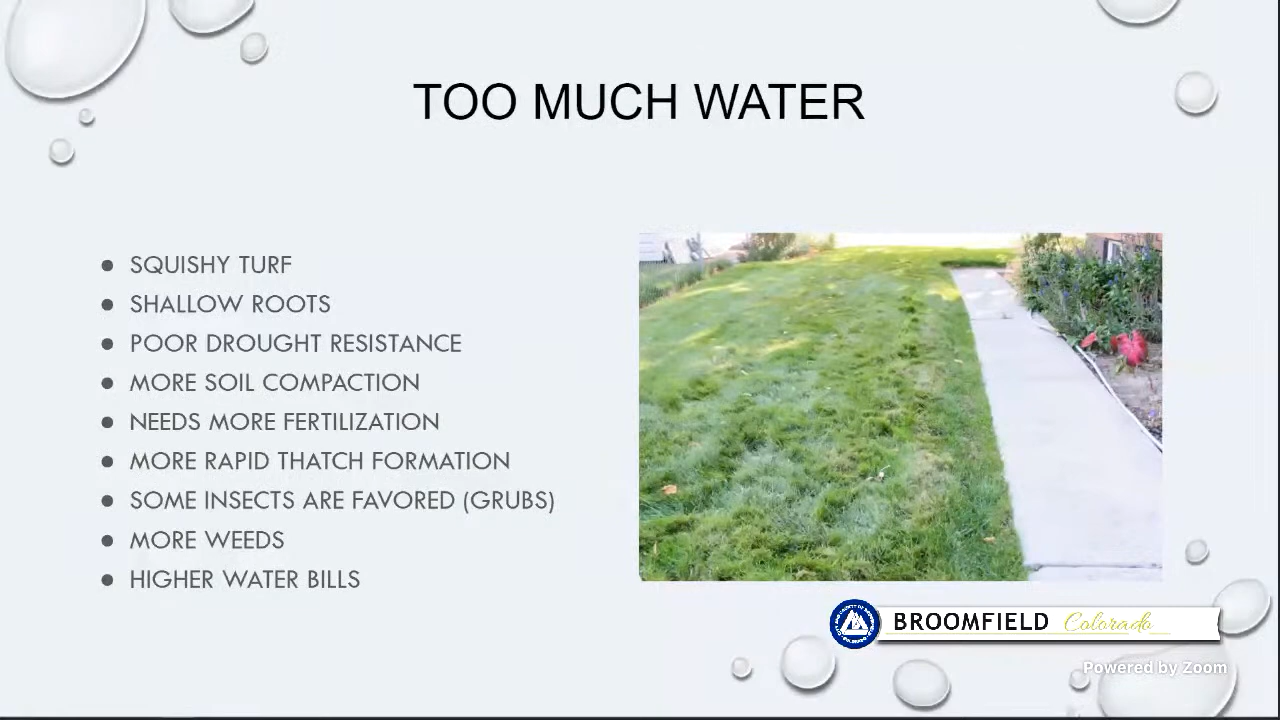 TOO MUCH WATER
● SQUISHY TURF
● SHALLOW ROOTS
● POOR DROUGHT RESISTANCE
● MORE SOIL COMPACTION
● NEEDS MORE FERTILIZATION
● MORE RAPID THATCH FORMATION
● SOME INSECTS ARE FAVORED (GRUBS)
● MORE WEEDS
● HIGHER WATER BILLS
BROOMFIELD Colorado
Powered by Zoom